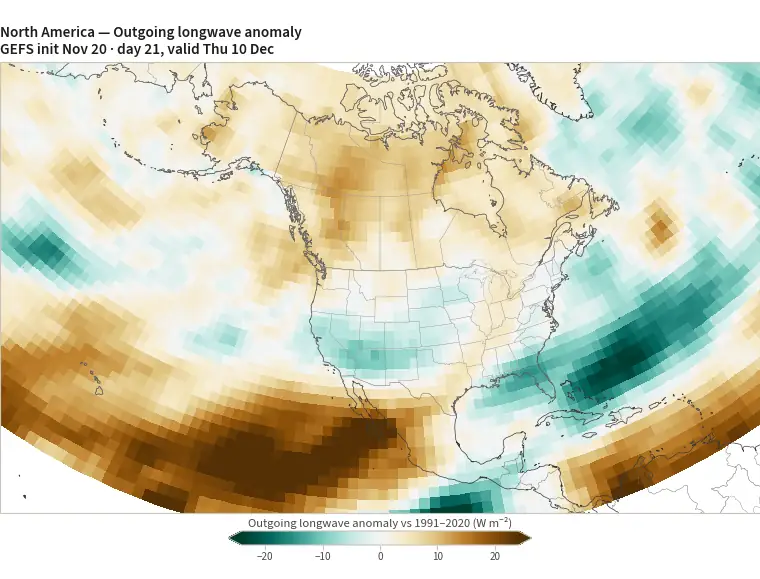 North America — Outgoing longwave anomaly
GEFS init Nov 20 · day 21, valid Thu 10 Dec
Outgoing longwave anomaly vs 1991–2020 (W m⁻²)
−20 −10 0 10 20